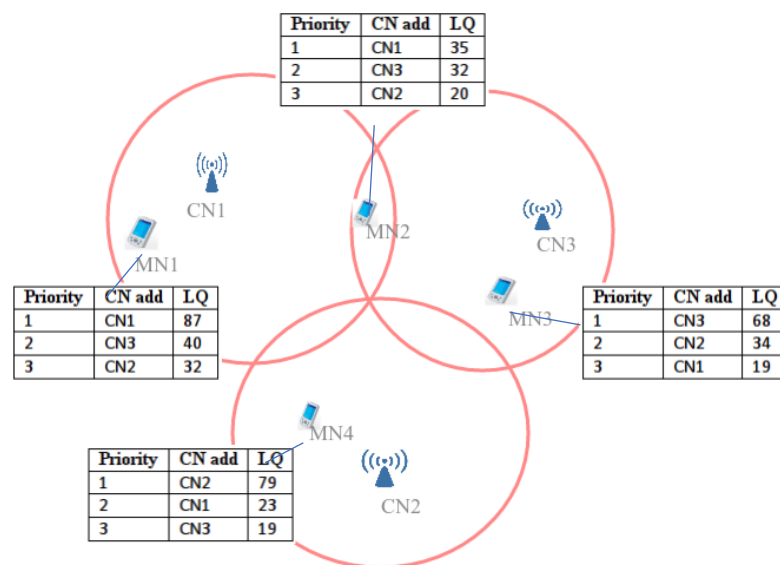 Priority CN add LQ
1 CN1 35
2 CN3 32
3 CN2 20
CN1
MN2
CN3
MN1
MN3
Priority CN add LQ
1 CN1 87
2 CN3 40
3 CN2 32
Priority CN add LQ
1 CN3 68
2 CN2 34
3 CN1 19
MN4
Priority CN add LQ
1 CN2 79
2 CN1 23
3 CN3 19
CN2